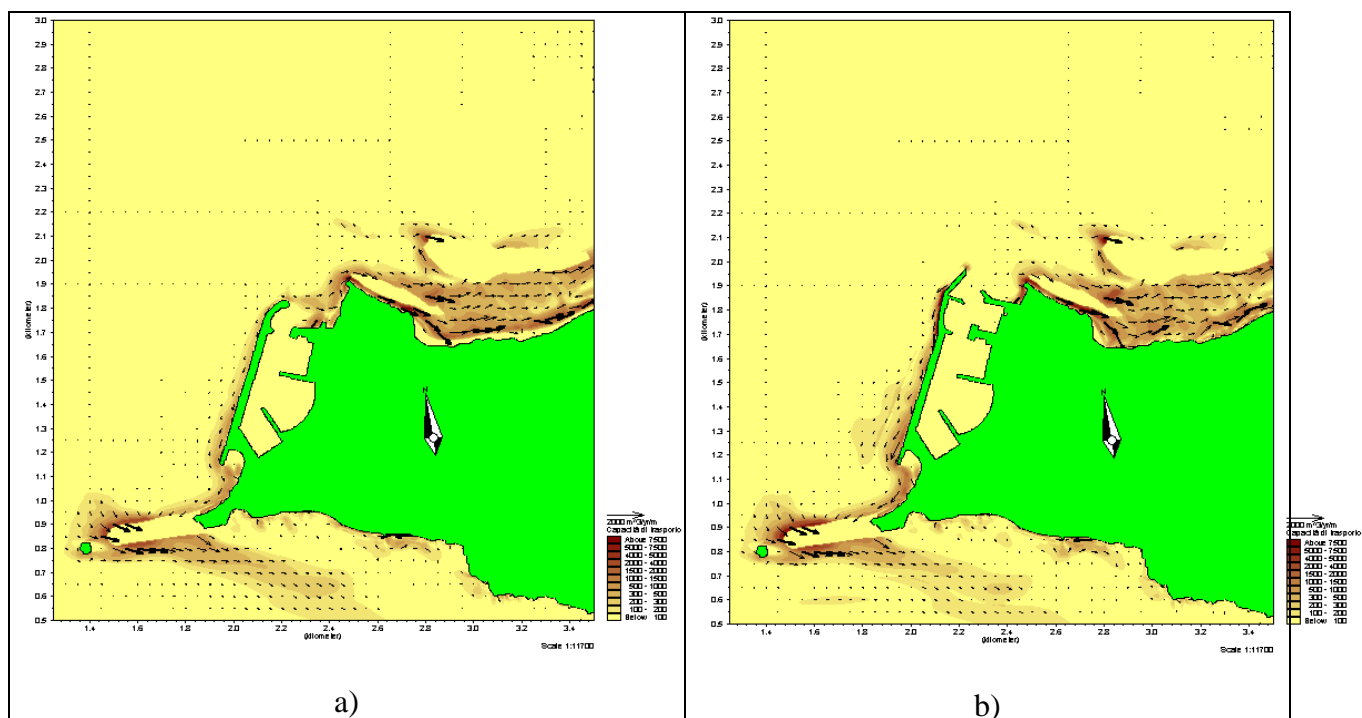 3.0
2.9
2.8
2.7
2.6
2.5
2.4
2.3
2.2
2.1
2.0
1.9
1.8
(kilometer)
1.7
1.6
1.5
1.4
1.3
1.2
1.1
1.0
0.9
0.8
0.7
0.6
0.5
1.4 1.6 1.8 2.0 2.2 2.4 2.6 2.8 3.0 3.2 3.4
(kilometer)
N
2000 m^3/yr/m
Capacità di trasporto
Above 7500
5000 - 7500
4000 - 5000
2000 - 4000
1500 - 2000
1000 - 1500
500 - 1000
300 - 500
200 - 300
100 - 200
Below 100
Scale 1:11700
a)
3.0
2.9
2.8
2.7
2.6
2.5
2.4
2.3
2.2
2.1
2.0
1.9
1.8
(kilometer)
1.7
1.6
1.5
1.4
1.3
1.2
1.1
1.0
0.9
0.8
0.7
0.6
0.5
1.4 1.6 1.8 2.0 2.2 2.4 2.6 2.8 3.0 3.2 3.4
(kilometer)
N
2000 m^3/yr/m
Capacità di trasporto
Above 7500
5000 - 7500
4000 - 5000
2000 - 4000
1500 - 2000
1000 - 1500
500 - 1000
300 - 500
200 - 300
100 - 200
Below 100
Scale 1:11700
b)